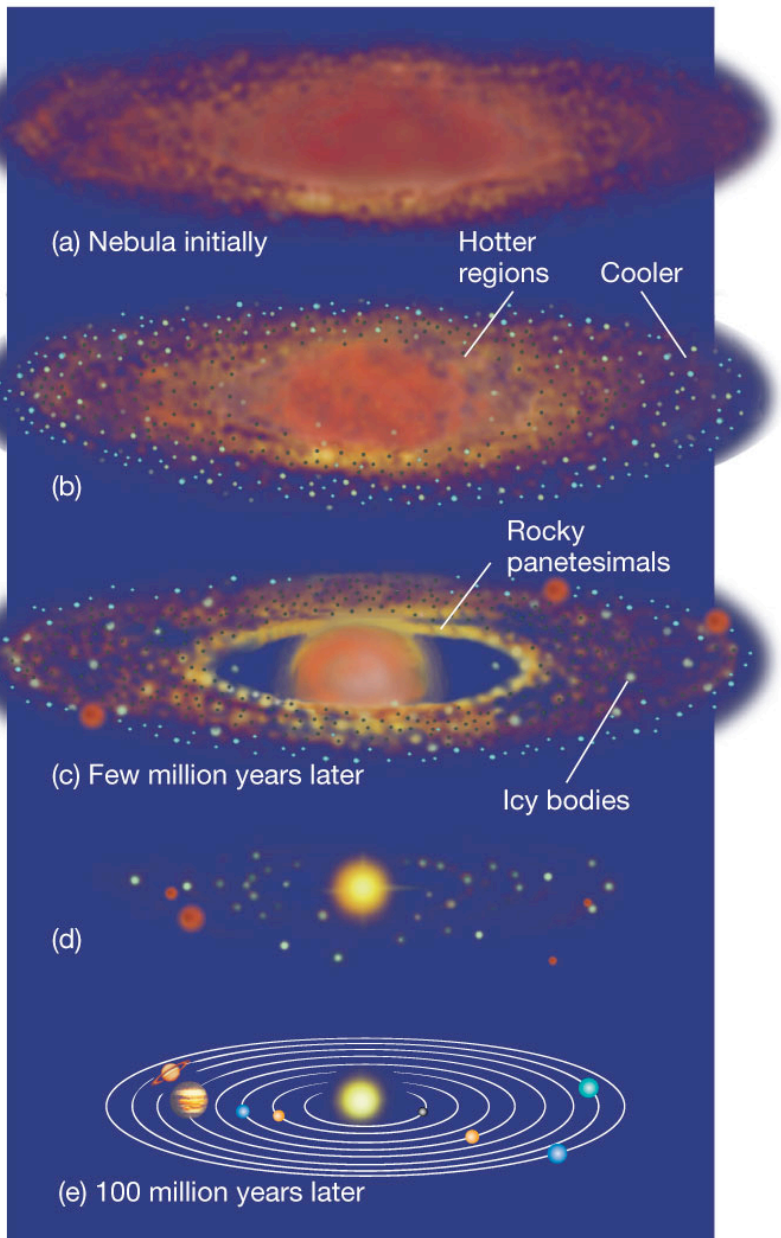 (a) Nebula initially
Hotter
regions
Cooler
(b)
Rocky
panetesimals
(c) Few million years later
Icy bodies
(d)
(e) 100 million years later